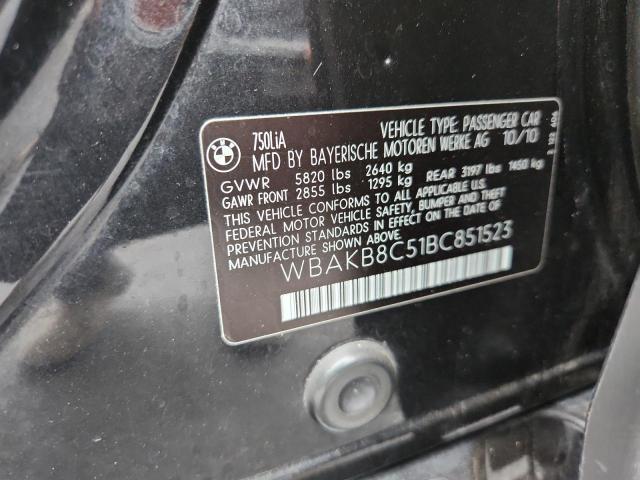 BMW
750LiA VEHICLE TYPE: PASSENGER CAR
MFD BY BAYERISCHE MOTOREN WERKE AG 10/10
GVWR 5820 lbs 2640 kg
GAWR FRONT 2855 lbs 1295 kg REAR 3197 lbs 1450 kg
THIS VEHICLE CONFORMS TO ALL APPLICABLE
FEDERAL MOTOR VEHICLE SAFETY, BUMPER AND THEFT
PREVENTION STANDARDS IN EFFECT ON THE DATE OF
MANUFACTURE SHOWN ABOVE.
WBAKB8C51BC851523